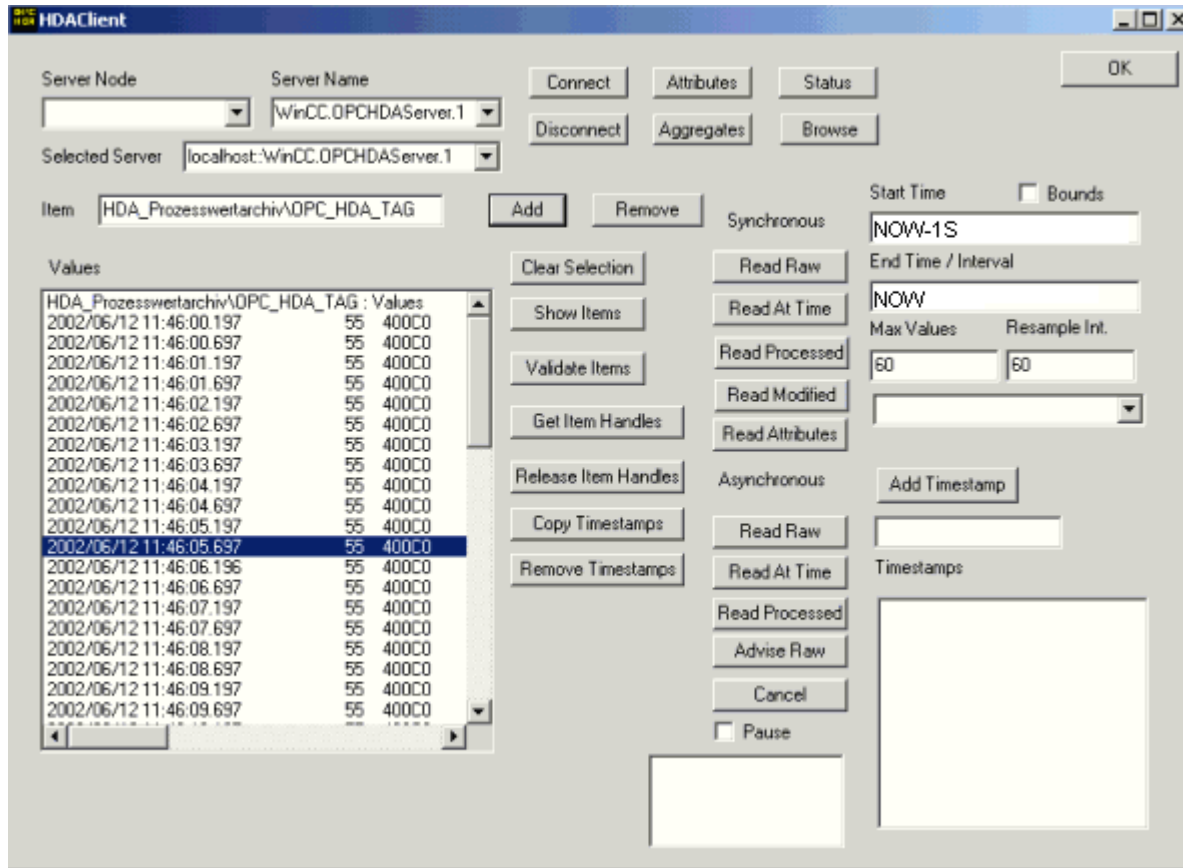 OPC HDA HDAClient
Server Node Server Name Connect Attributes Status OK
WinCC.OPCHDAServer.1
Disconnect Aggregates Browse
Selected Server localhost::WinCC.OPCHDAServer.1
Item HDA_Prozesswertarchiv\OPC_HDA_TAG Add Remove
Synchronous
Start Time Bounds
NOW-1S
Values Clear Selection Read Raw End Time / Interval
HDA_Prozesswertarchiv\OPC_HDA_TAG : Values
2002/06/12 11:46:00.197 55 400C0
2002/06/12 11:46:00.697 55 400C0
2002/06/12 11:46:01.197 55 400C0
2002/06/12 11:46:01.697 55 400C0
2002/06/12 11:46:02.197 55 400C0
2002/06/12 11:46:02.697 55 400C0
2002/06/12 11:46:03.197 55 400C0
2002/06/12 11:46:03.697 55 400C0
2002/06/12 11:46:04.197 55 400C0
2002/06/12 11:46:04.697 55 400C0
2002/06/12 11:46:05.197 55 400C0
2002/06/12 11:46:05.697 55 400C0
2002/06/12 11:46:06.196 55 400C0
2002/06/12 11:46:06.697 55 400C0
2002/06/12 11:46:07.197 55 400C0
2002/06/12 11:46:07.697 55 400C0
2002/06/12 11:46:08.197 55 400C0
2002/06/12 11:46:08.697 55 400C0
2002/06/12 11:46:09.197 55 400C0
2002/06/12 11:46:09.697 55 400C0
Show Items
Validate Items
Get Item Handles
Release Item Handles
Copy Timestamps
Remove Timestamps
Read At Time
Read Processed
Read Modified
Read Attributes
Asynchronous
Read Raw
Read At Time
Read Processed
Advise Raw
Cancel
Pause
NOW
Max Values Resample Int.
60 60
Add Timestamp
Timestamps